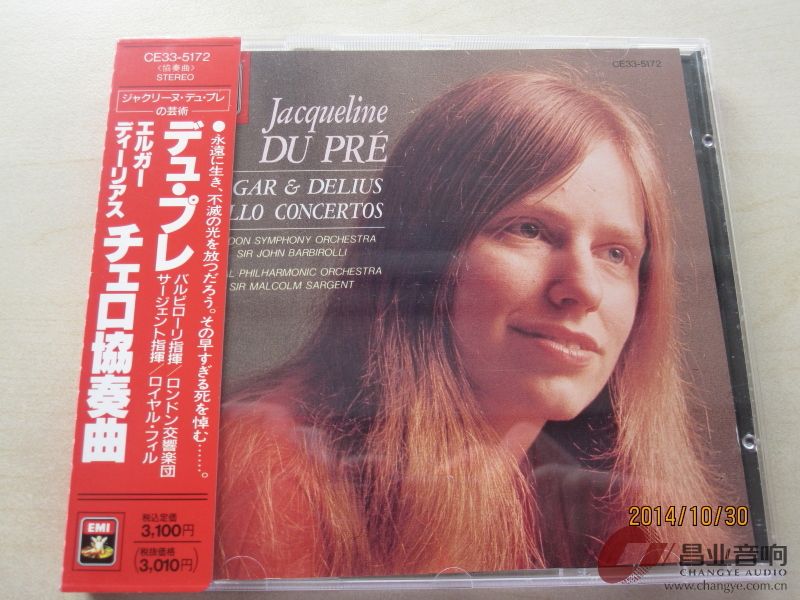 CE33-5172
〈協奏曲〉
STEREO
ジャクリーヌ・デュ・プレ
の芸術
●永遠に生き、不滅の光を放つだろう。その早すぎる死を悼む……。
デュ・プレ
エルガー
ディーリアス
チェロ協奏曲
バルビローリ指揮/ロンドン交響楽団
サージェント指揮/ロイヤル・フィル
EMI
税込定価
3,100円
(税抜価格
3,010円)
CE33-5172
Jacqueline
DU PRÉ
GAR & DELIUS
LLO CONCERTOS
DON SYMPHONY ORCHESTRA
SIR JOHN BARBIROLLI
L PHILHARMONIC ORCHESTRA
SIR MALCOLM SARGENT
2014/10/30
昌业音响
CHANGYE AUDIO
www.changye.com.cn